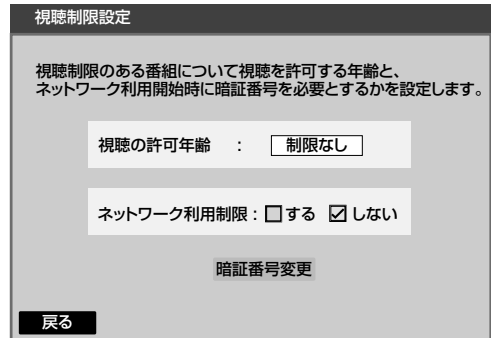 視聴制限設定
視聴制限のある番組について視聴を許可する年齢と、
ネットワーク利用開始時に暗証番号を必要とするかを設定します。
視聴の許可年齢 : 制限なし
ネットワーク利用制限 : する しない
暗証番号変更
戻る